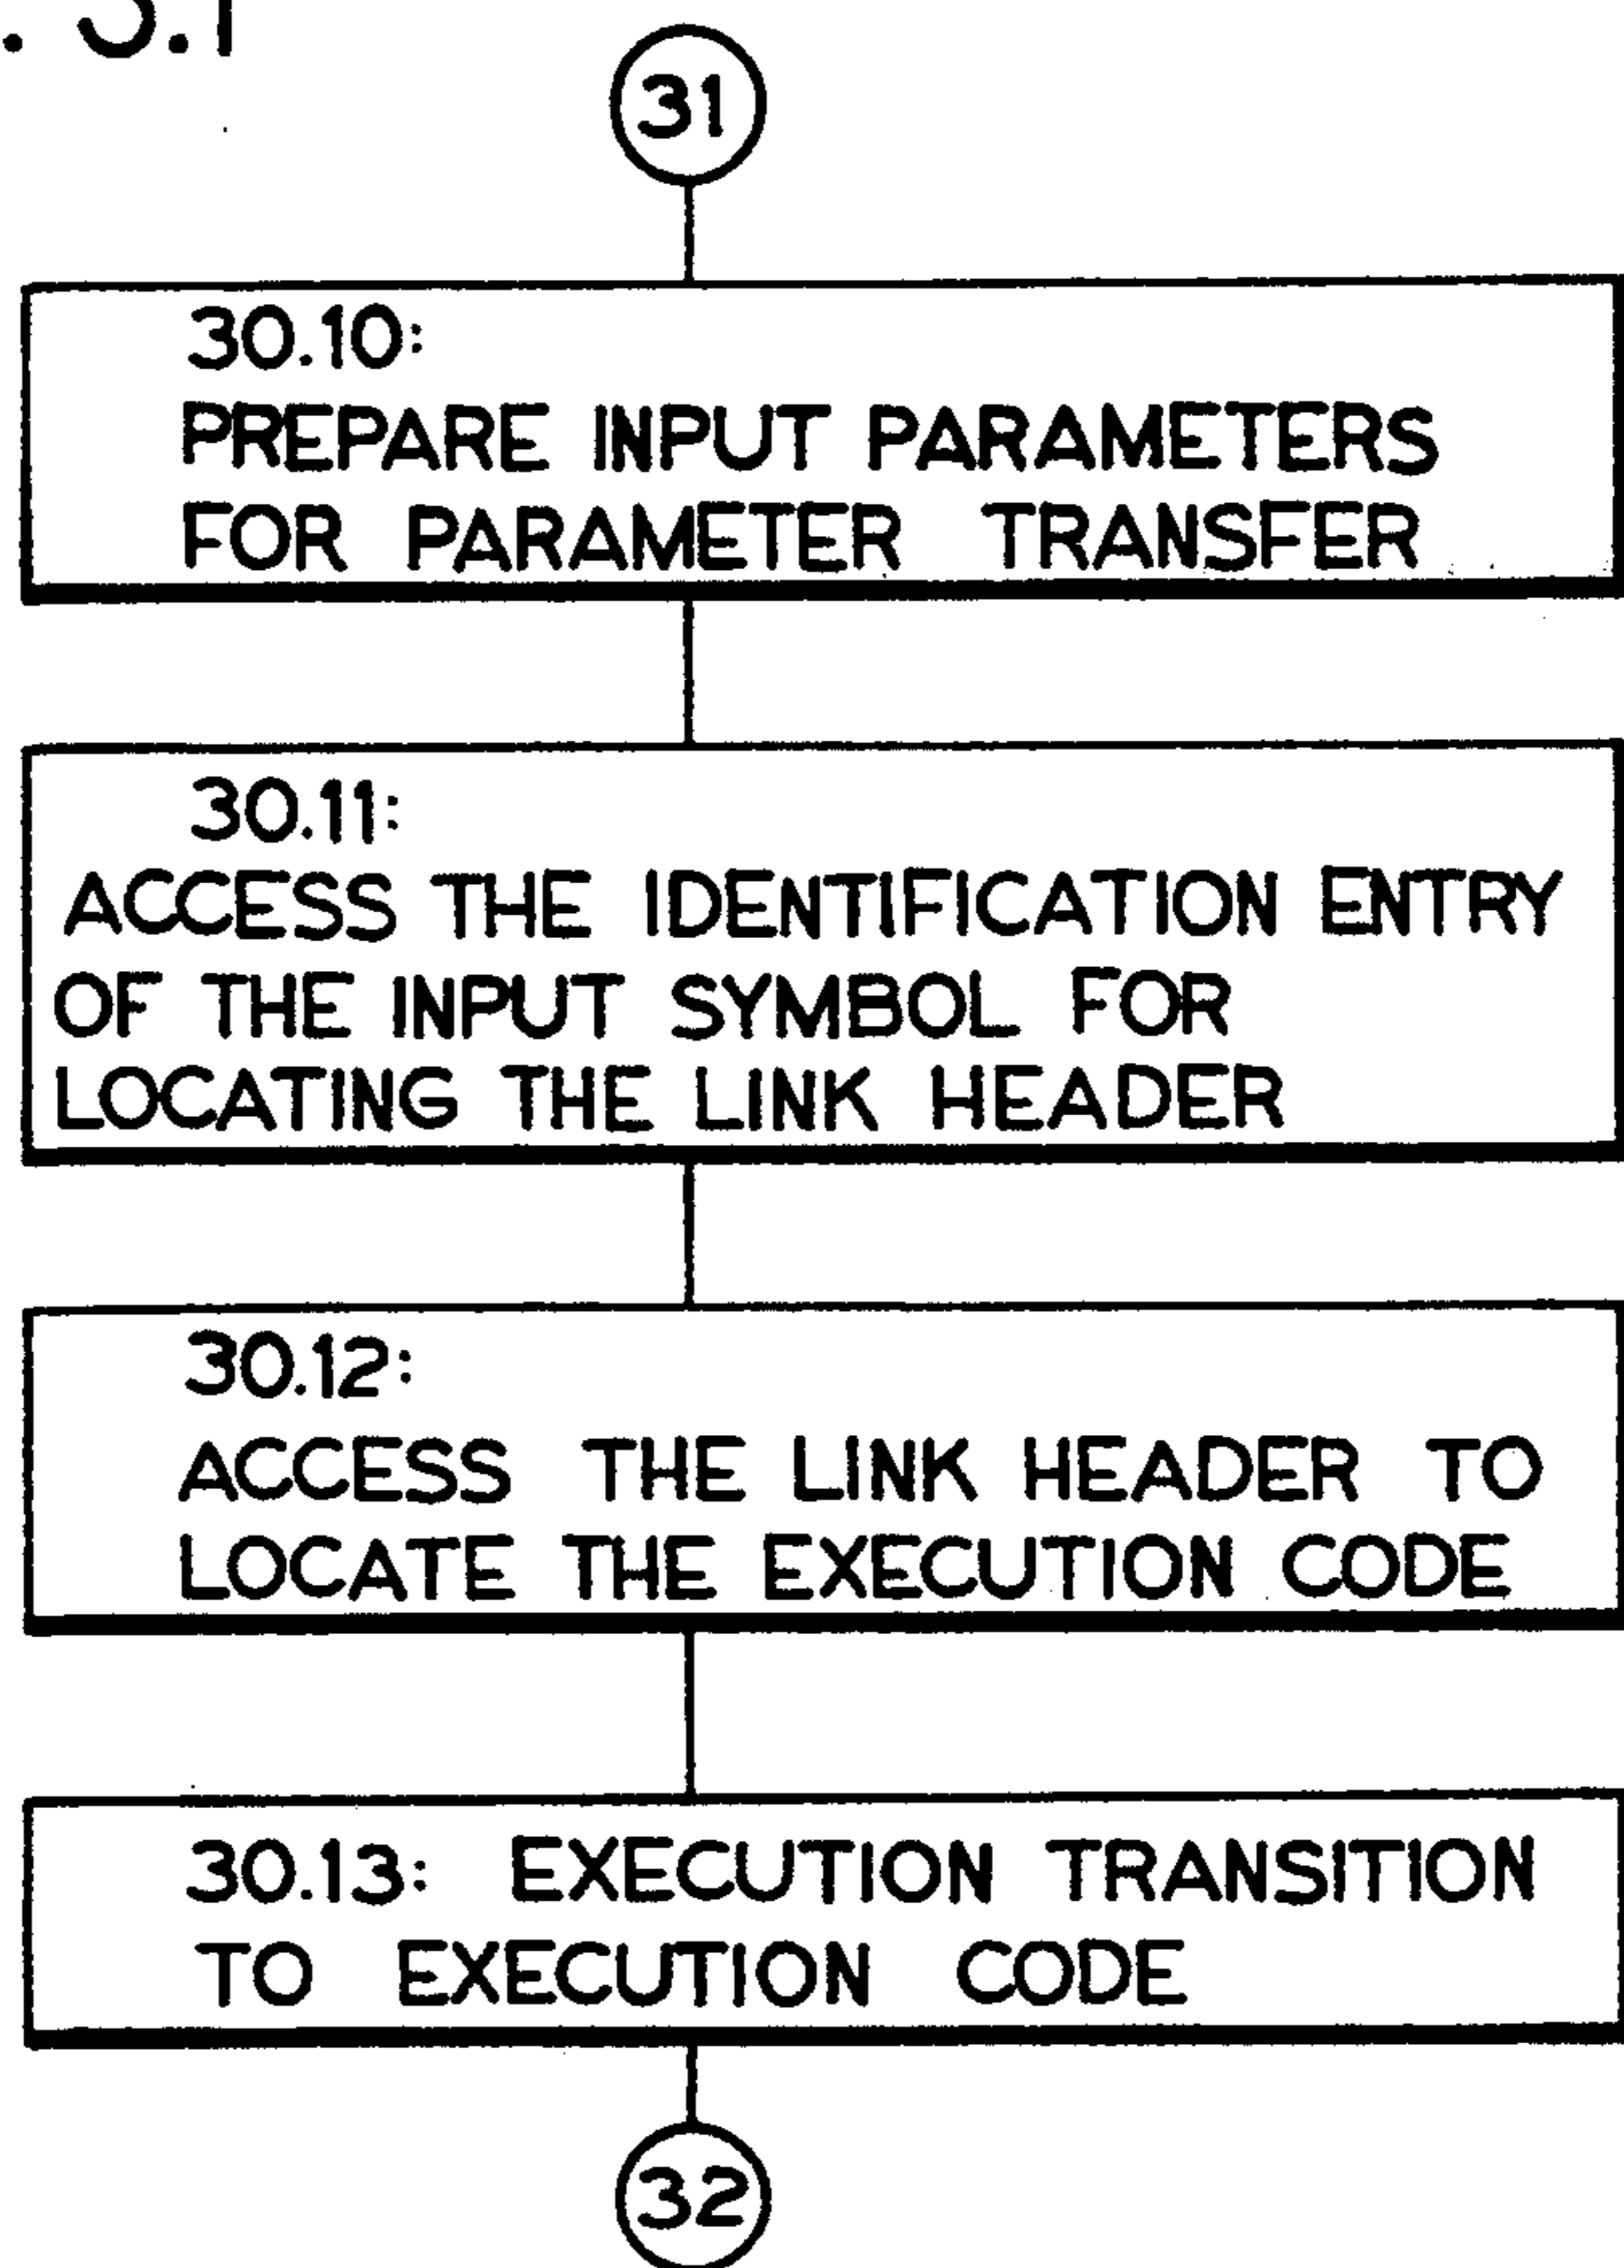 31
30.10:
PREPARE INPUT PARAMETERS
FOR PARAMETER TRANSFER
30.11:
ACCESS THE IDENTIFICATION ENTRY
OF THE INPUT SYMBOL FOR
LOCATING THE LINK HEADER
30.12:
ACCESS THE LINK HEADER TO
LOCATE THE EXECUTION CODE
30.13: EXECUTION TRANSITION
TO EXECUTION CODE
32